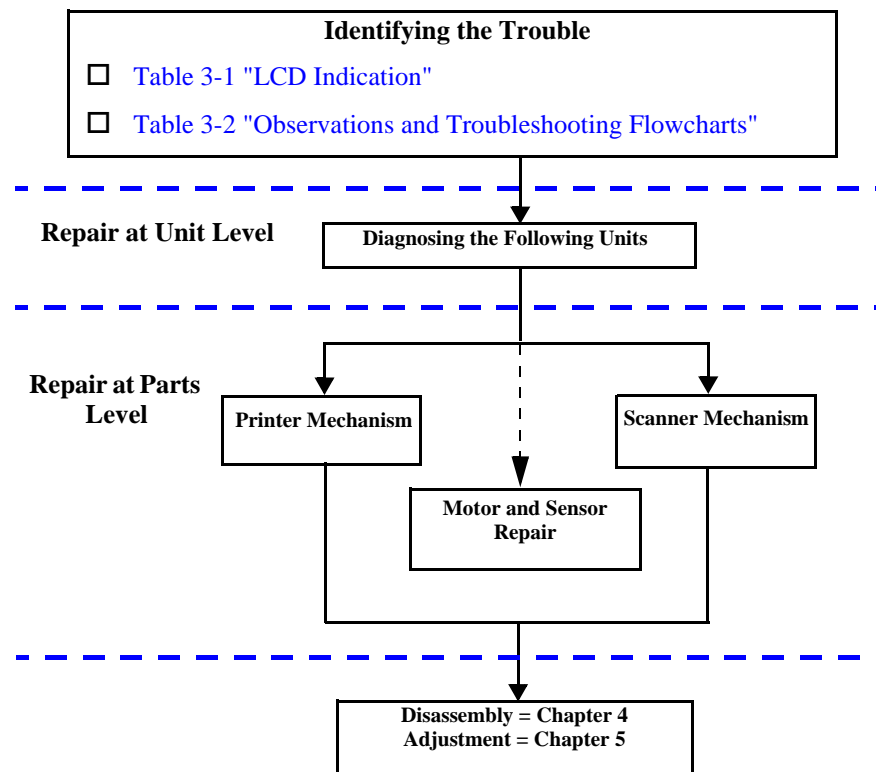 Identifying the Trouble
Table 3-1 "LCD Indication"
Table 3-2 "Observations and Troubleshooting Flowcharts"
Repair at Unit Level
Diagnosing the Following Units
Repair at Parts
Level
Printer Mechanism
Scanner Mechanism
Motor and Sensor
Repair
Disassembly = Chapter 4
Adjustment = Chapter 5